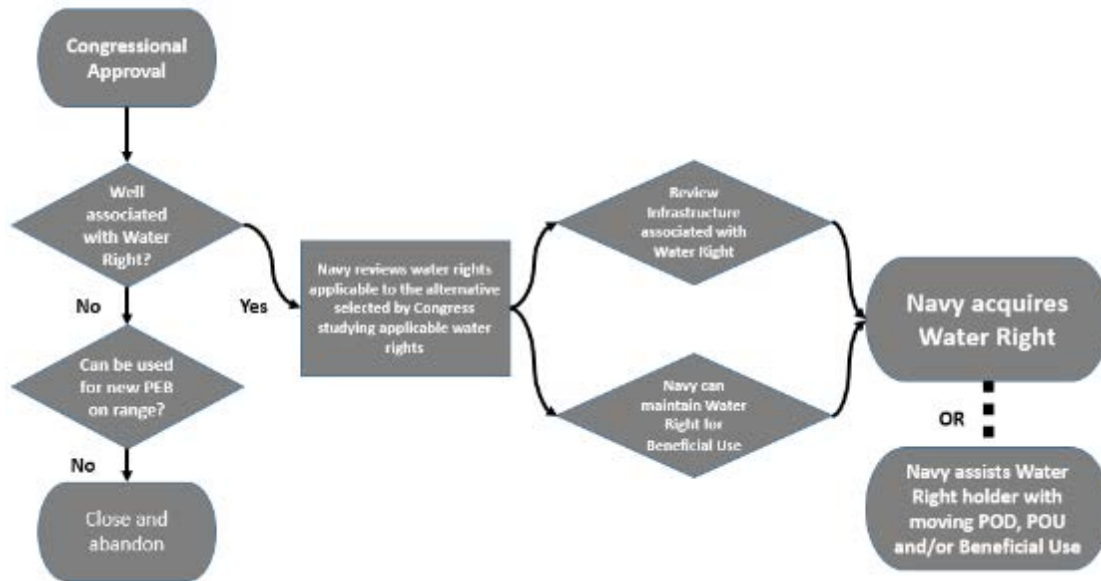 Congressional
Approval
Well
associated
with Water
Right?
No
Yes
Can be used
for new PEB
on range?
No
Close and
abandon
Navy reviews water rights
applicable to the alternative
selected by Congress
studying applicable water
rights
Review
Infrastructure
associated with
Water Right
Navy can
maintain Water
Right for
Beneficial Use
Navy acquires
Water Right
OR
Navy assists Water
Right holder with
moving POD, POU
and/or Beneficial Use